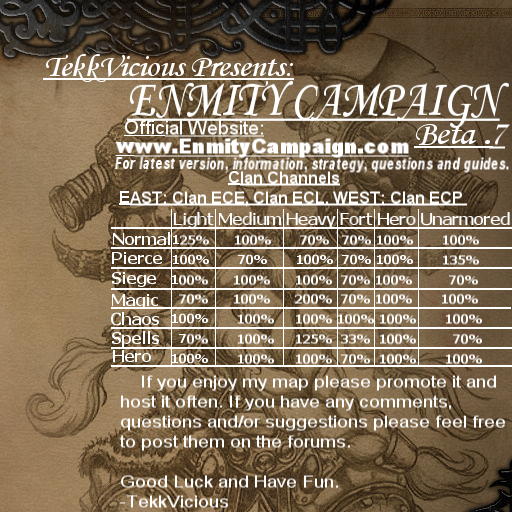 TekkVicious Presents:
ENMITY CAMPAIGN
Official Website:
Beta .7
www.EnmityCampaign.com
For latest version, information, strategy, questions and guides.
Clan Channels
EAST: Clan ECE, Clan ECL, WEST: Clan ECP
Light Medium Heavy Fort Hero Unarmored
Normal 125% 100% 70% 70% 100% 100%
Pierce 100% 70% 100% 70% 100% 135%
Siege 100% 100% 100% 70% 100% 70%
Magic 70% 100% 200% 70% 100% 100%
Chaos 100% 100% 100% 100% 100% 100%
Spells 70% 100% 125% 33% 100% 70%
Hero 100% 100% 100% 70% 100% 100%
If you enjoy my map please promote it and
host it often. If you have any comments,
questions and/or suggestions please feel free
to post them on the forums.
Good Luck and Have Fun.
-TekkVicious